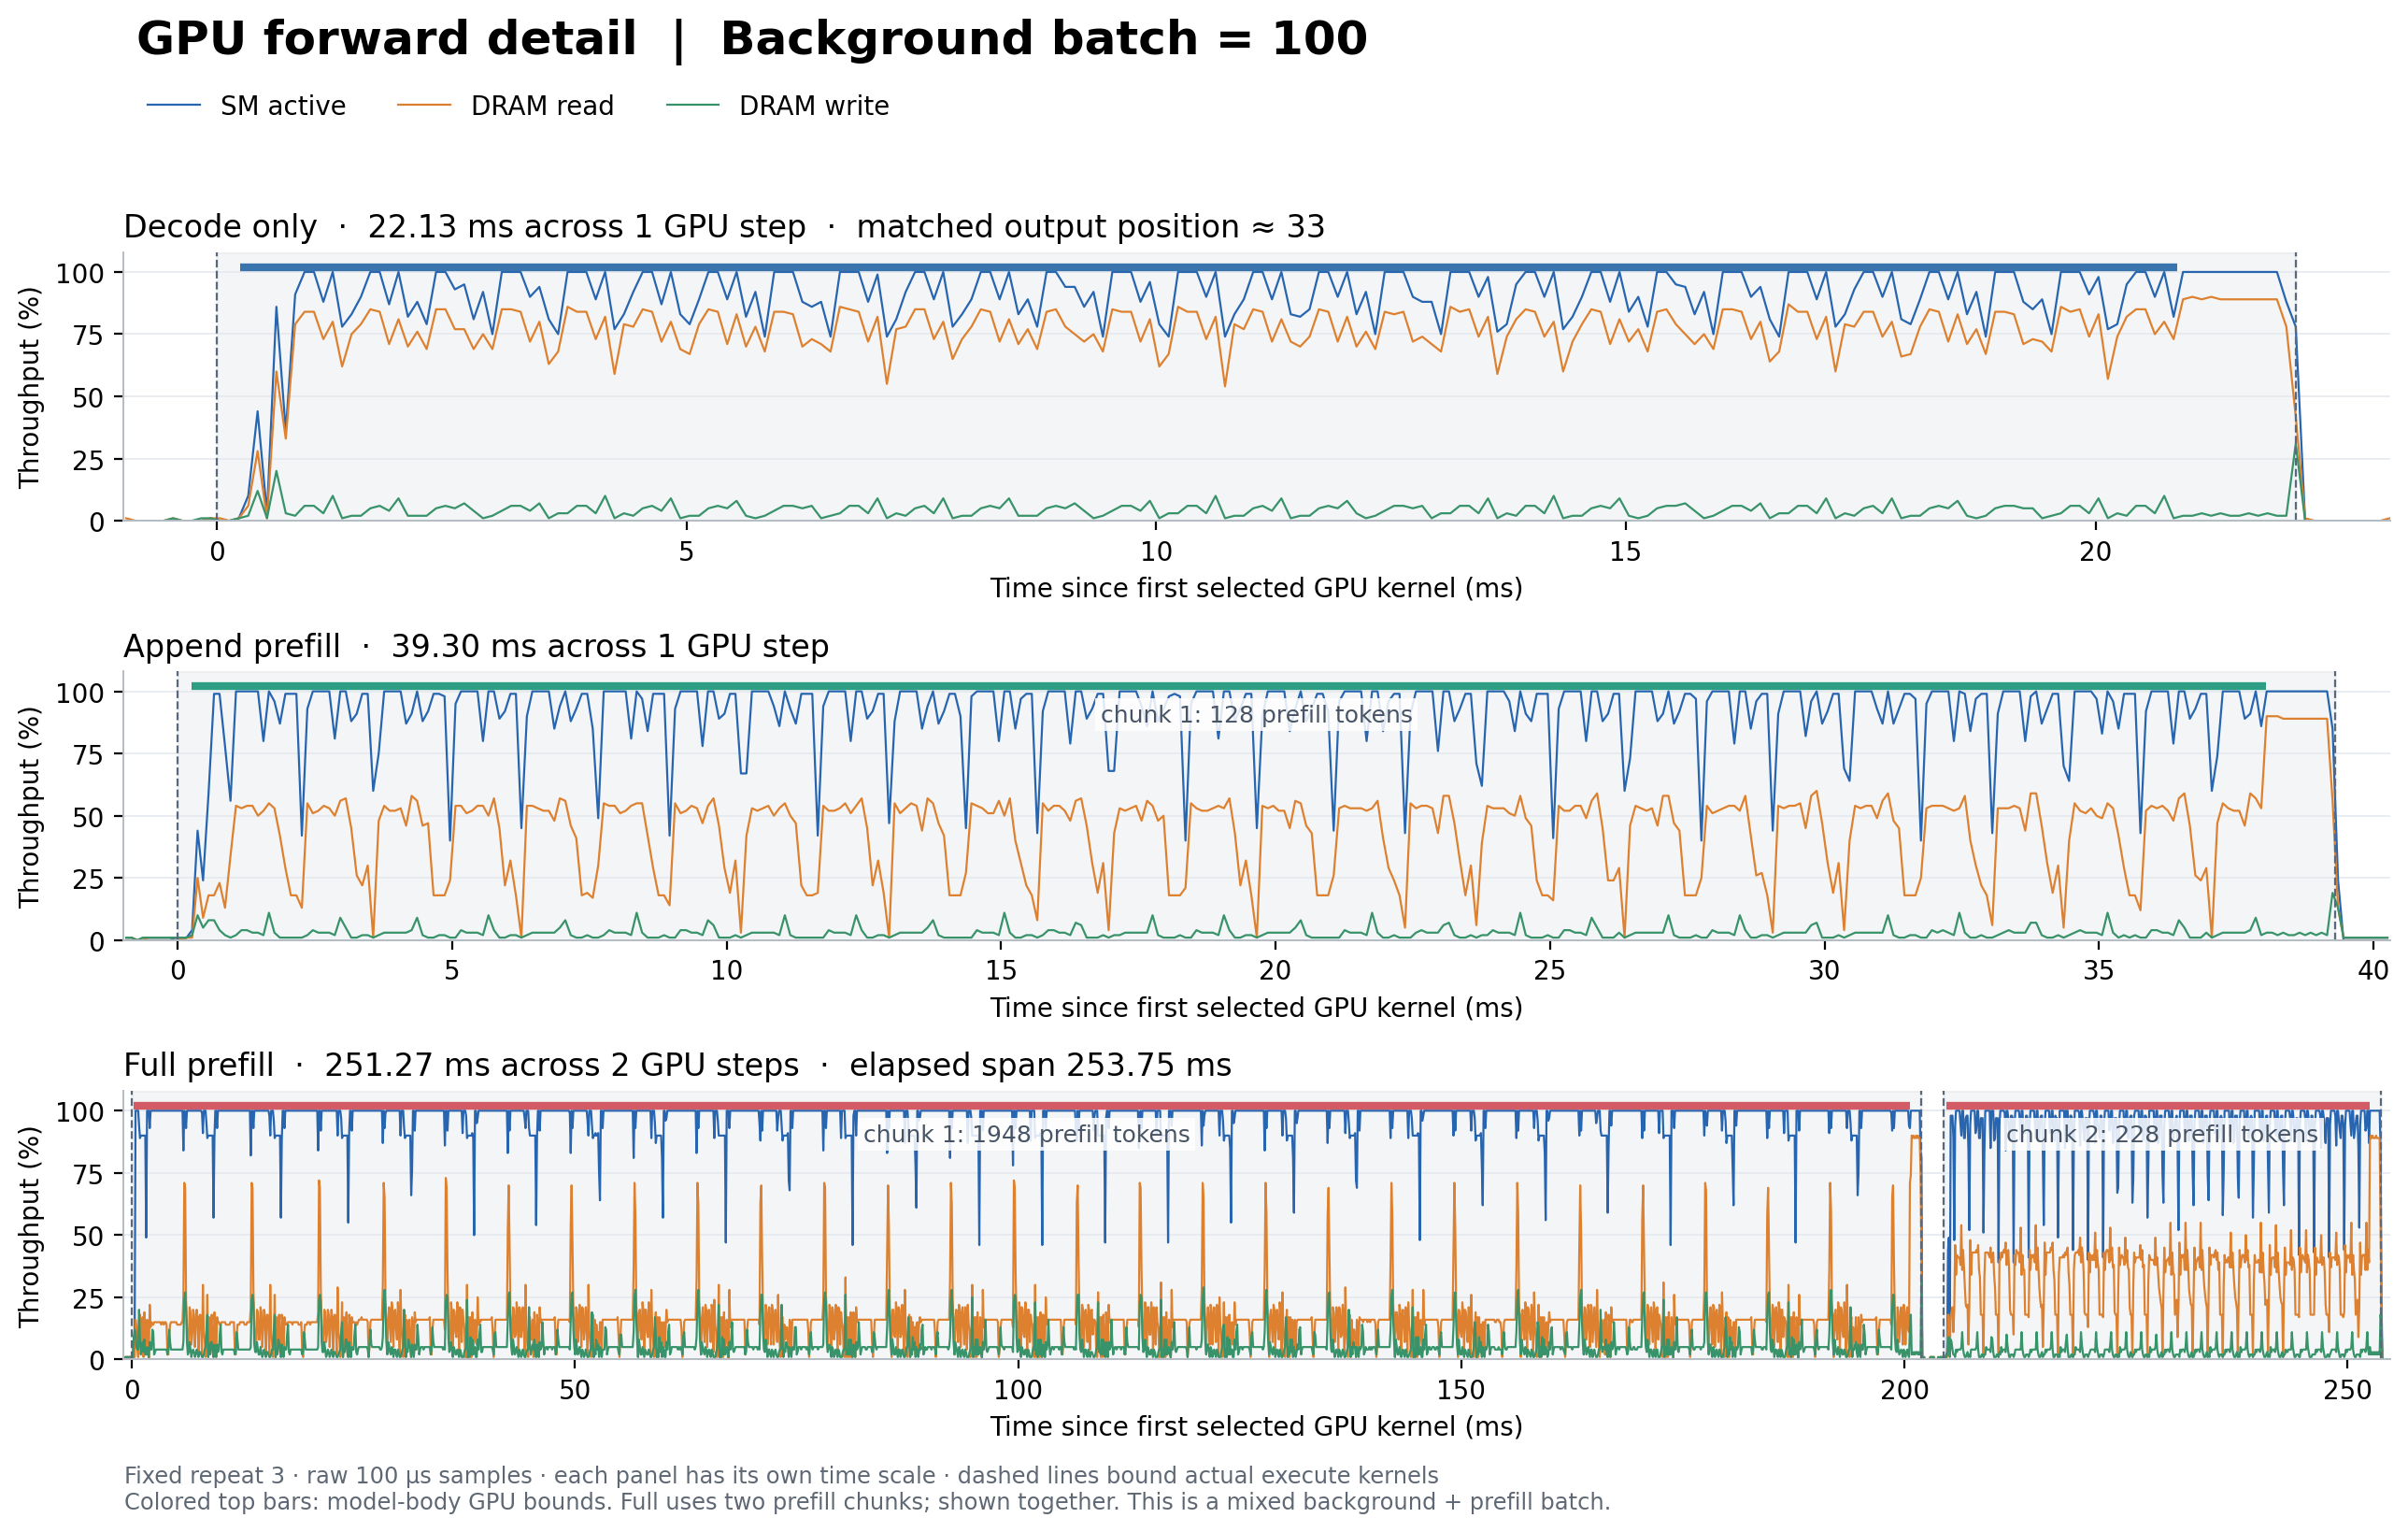 GPU forward detail | Background batch = 100
SM active DRAM read DRAM write
Decode only · 22.13 ms across 1 GPU step · matched output position ≈ 33
Throughput (%)
100
75
50
25
0
0 5 10 15 20
Time since first selected GPU kernel (ms)
Append prefill · 39.30 ms across 1 GPU step
Throughput (%)
100
75
50
25
0
chunk 1: 128 prefill tokens
0 5 10 15 20 25 30 35 40
Time since first selected GPU kernel (ms)
Full prefill · 251.27 ms across 2 GPU steps · elapsed span 253.75 ms
Throughput (%)
100
75
50
25
0
chunk 1: 1948 prefill tokens chunk 2: 228 prefill tokens
0 50 100 150 200 250
Time since first selected GPU kernel (ms)
Fixed repeat 3 · raw 100 µs samples · each panel has its own time scale · dashed lines bound actual execute kernels
Colored top bars: model-body GPU bounds. Full uses two prefill chunks; shown together. This is a mixed background + prefill batch.